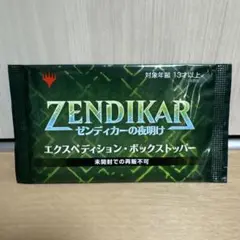 対象年齢 13才以上
ZENDIKAR
ゼンディカーの夜明け
エクスペディション・ボックストッパー
未開封での再販不可